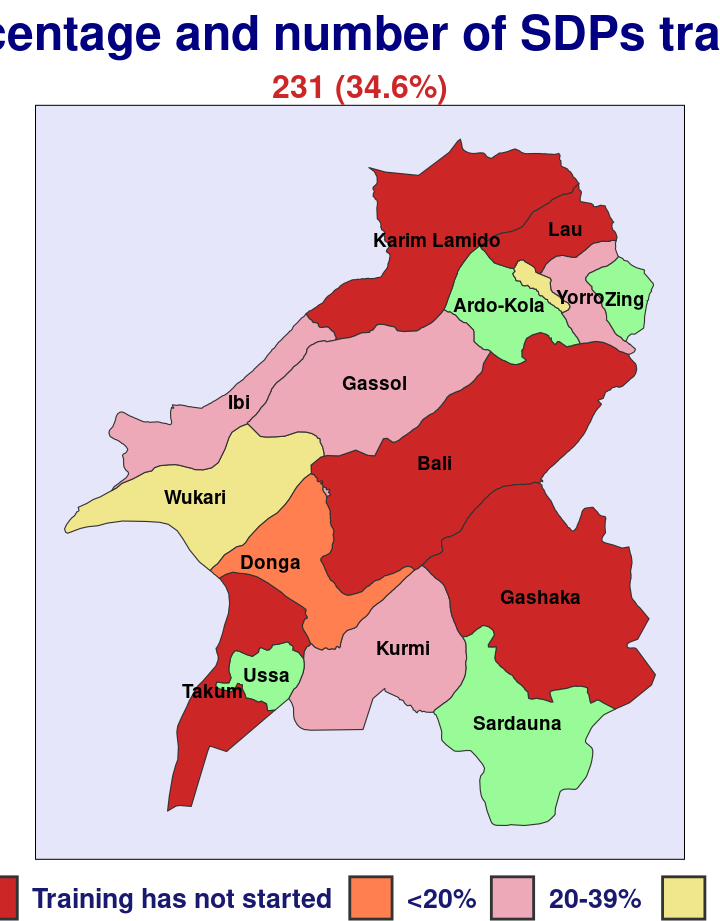 centage and number of SDPs tra
231 (34.6%)
Karim Lamido
Lau
Ardo-Kola
Yorro
Zing
Gassol
Ibi
Bali
Wukari
Donga
Gashaka
Kurmi
Ussa
Takum
Sardauna
Training has not started <20% 20-39%